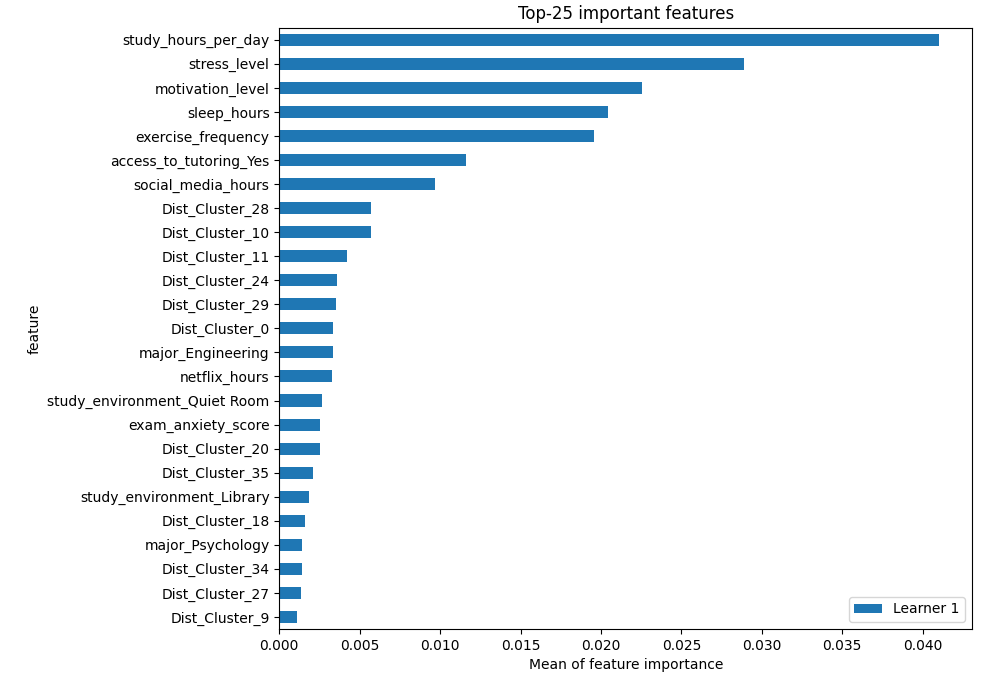 Top-25 important features
study_hours_per_day
stress_level
motivation_level
sleep_hours
exercise_frequency
access_to_tutoring_Yes
social_media_hours
Dist_Cluster_28
Dist_Cluster_10
Dist_Cluster_11
Dist_Cluster_24
Dist_Cluster_29
Dist_Cluster_0
major_Engineering
netflix_hours
study_environment_Quiet Room
exam_anxiety_score
Dist_Cluster_20
Dist_Cluster_35
study_environment_Library
Dist_Cluster_18
major_Psychology
Dist_Cluster_34
Dist_Cluster_27
Dist_Cluster_9
feature
Learner 1
0.000 0.005 0.010 0.015 0.020 0.025 0.030 0.035 0.040
Mean of feature importance